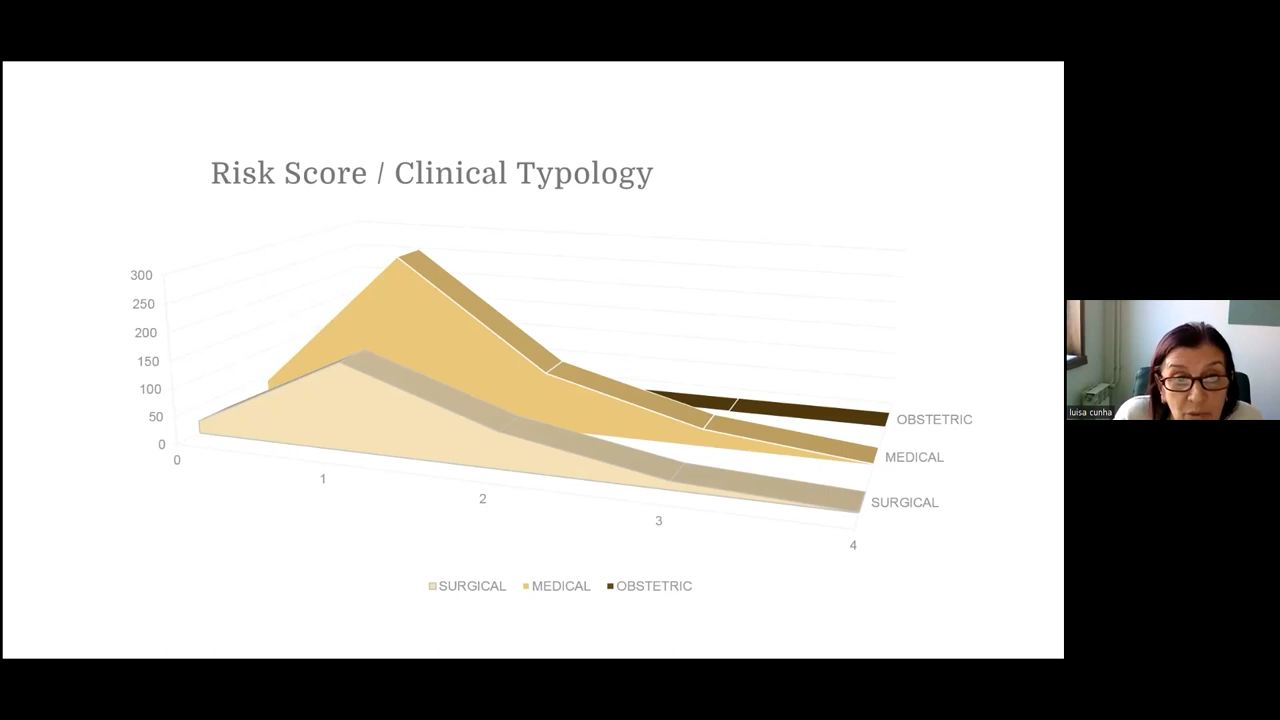 Risk Score / Clinical Typology
300
250
200
150
100
50
0
0
1
2
3
4
OBSTETRIC
MEDICAL
SURGICAL
SURGICAL MEDICAL OBSTETRIC
luisa cunha